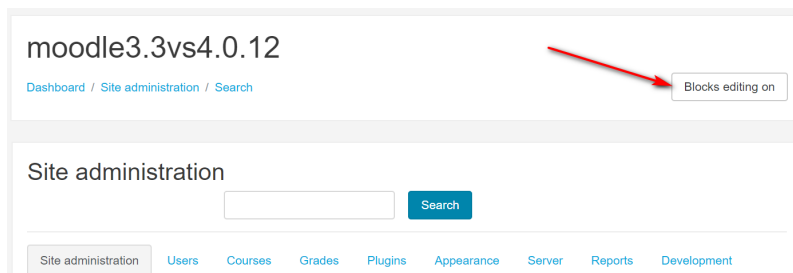 moodle3.3vs4.0.12
Dashboard / Site administration / Search
Blocks editing on
Site administration
Search
Site administration Users Courses Grades Plugins Appearance Server Reports Development